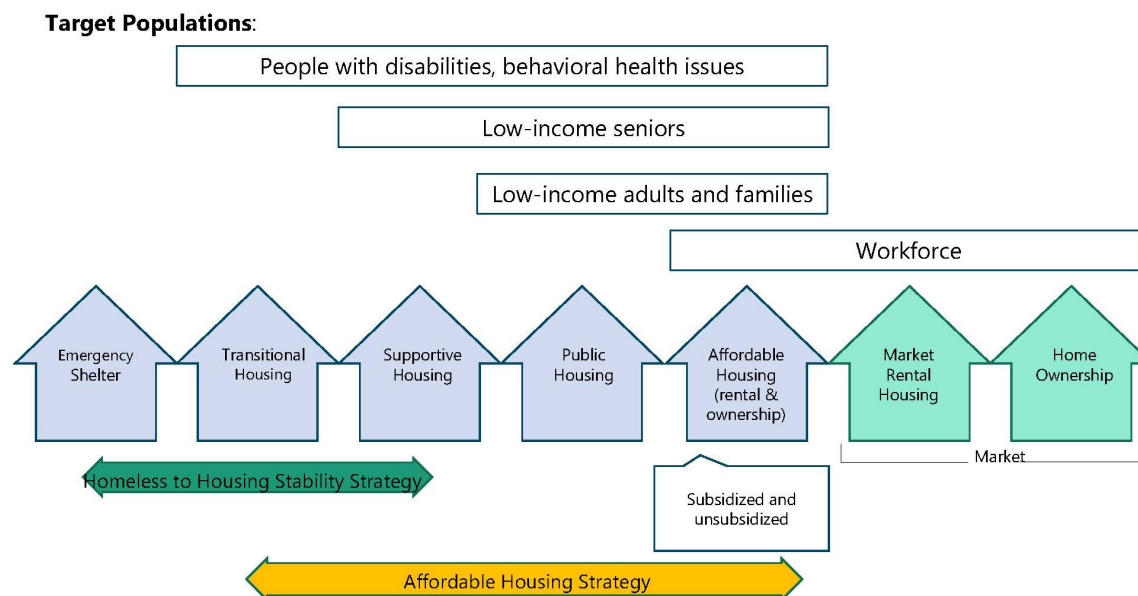 Target Populations:
People with disabilities, behavioral health issues
Low-income seniors
Low-income adults and families
Workforce
Emergency
Shelter
Transitional
Housing
Supportive
Housing
Public
Housing
Affordable
Housing
(rental &
ownership)
Market
Rental
Housing
Home
Ownership
Market
Homeless to Housing Stability Strategy
Subsidized and
unsubsidized
Affordable Housing Strategy